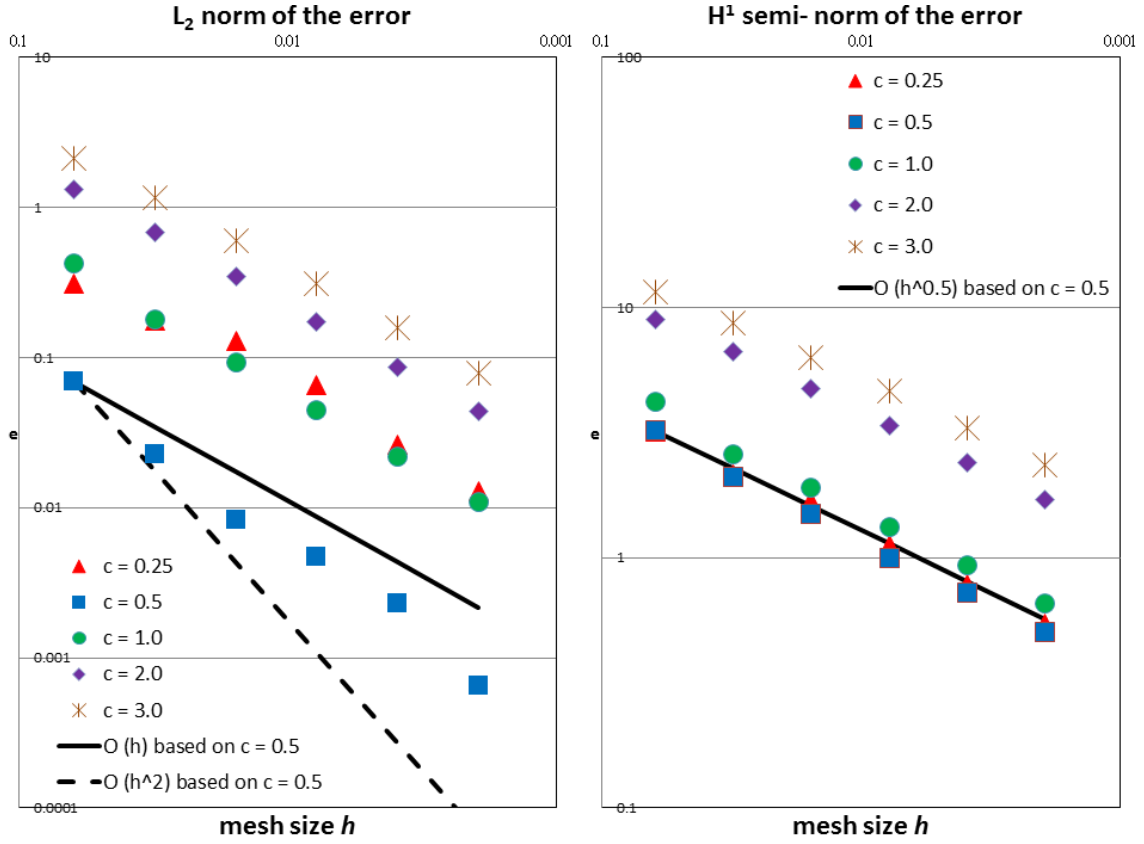 L₂ norm of the error
0.1 0.01 0.001
10
1
0.1
e
0.01
0.001
0.0001
c = 0.25
c = 0.5
c = 1.0
c = 2.0
c = 3.0
O (h) based on c = 0.5
O (h^2) based on c = 0.5
mesh size h
H¹ semi- norm of the error
0.1 0.01 0.001
100
10
e
1
0.1
c = 0.25
c = 0.5
c = 1.0
c = 2.0
c = 3.0
O (h^0.5) based on c = 0.5
mesh size h